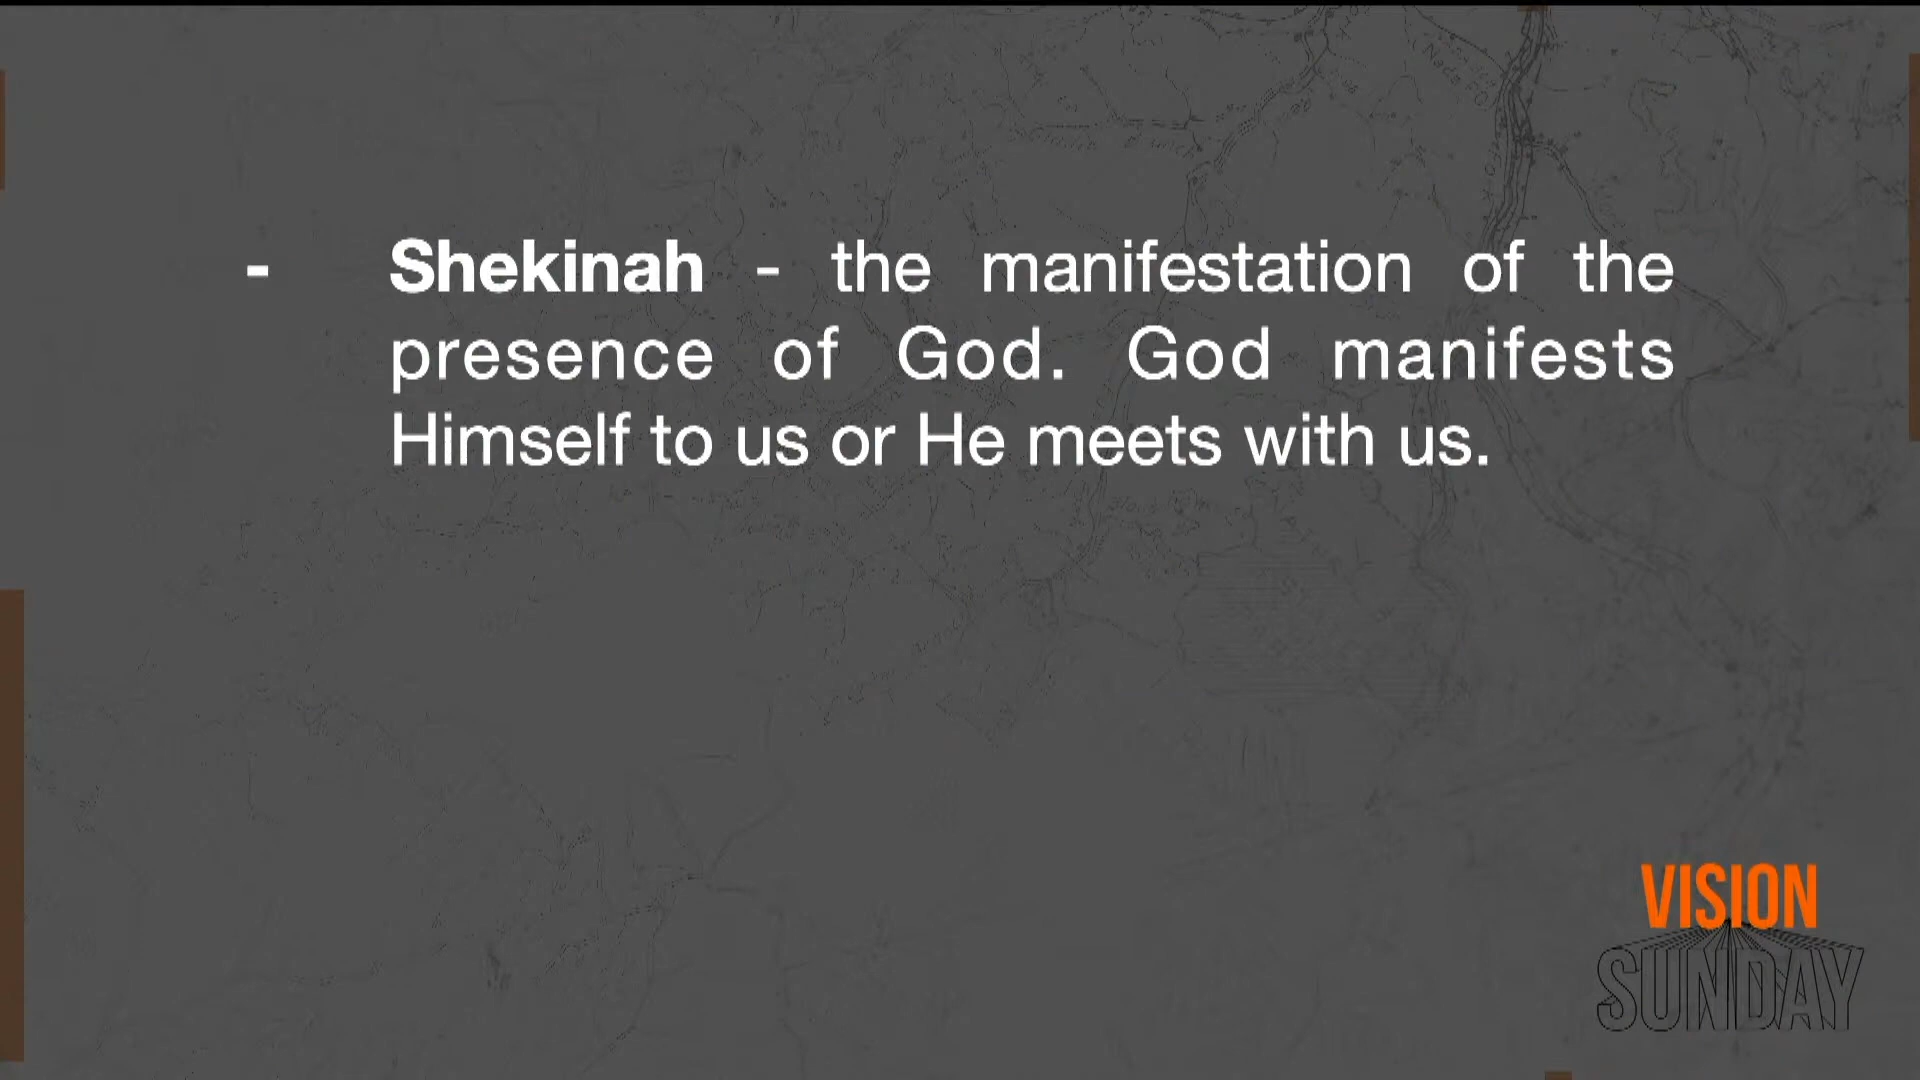 - Shekinah - the manifestation of the
presence of God. God manifests
Himself to us or He meets with us.
VISION
SUNDAY